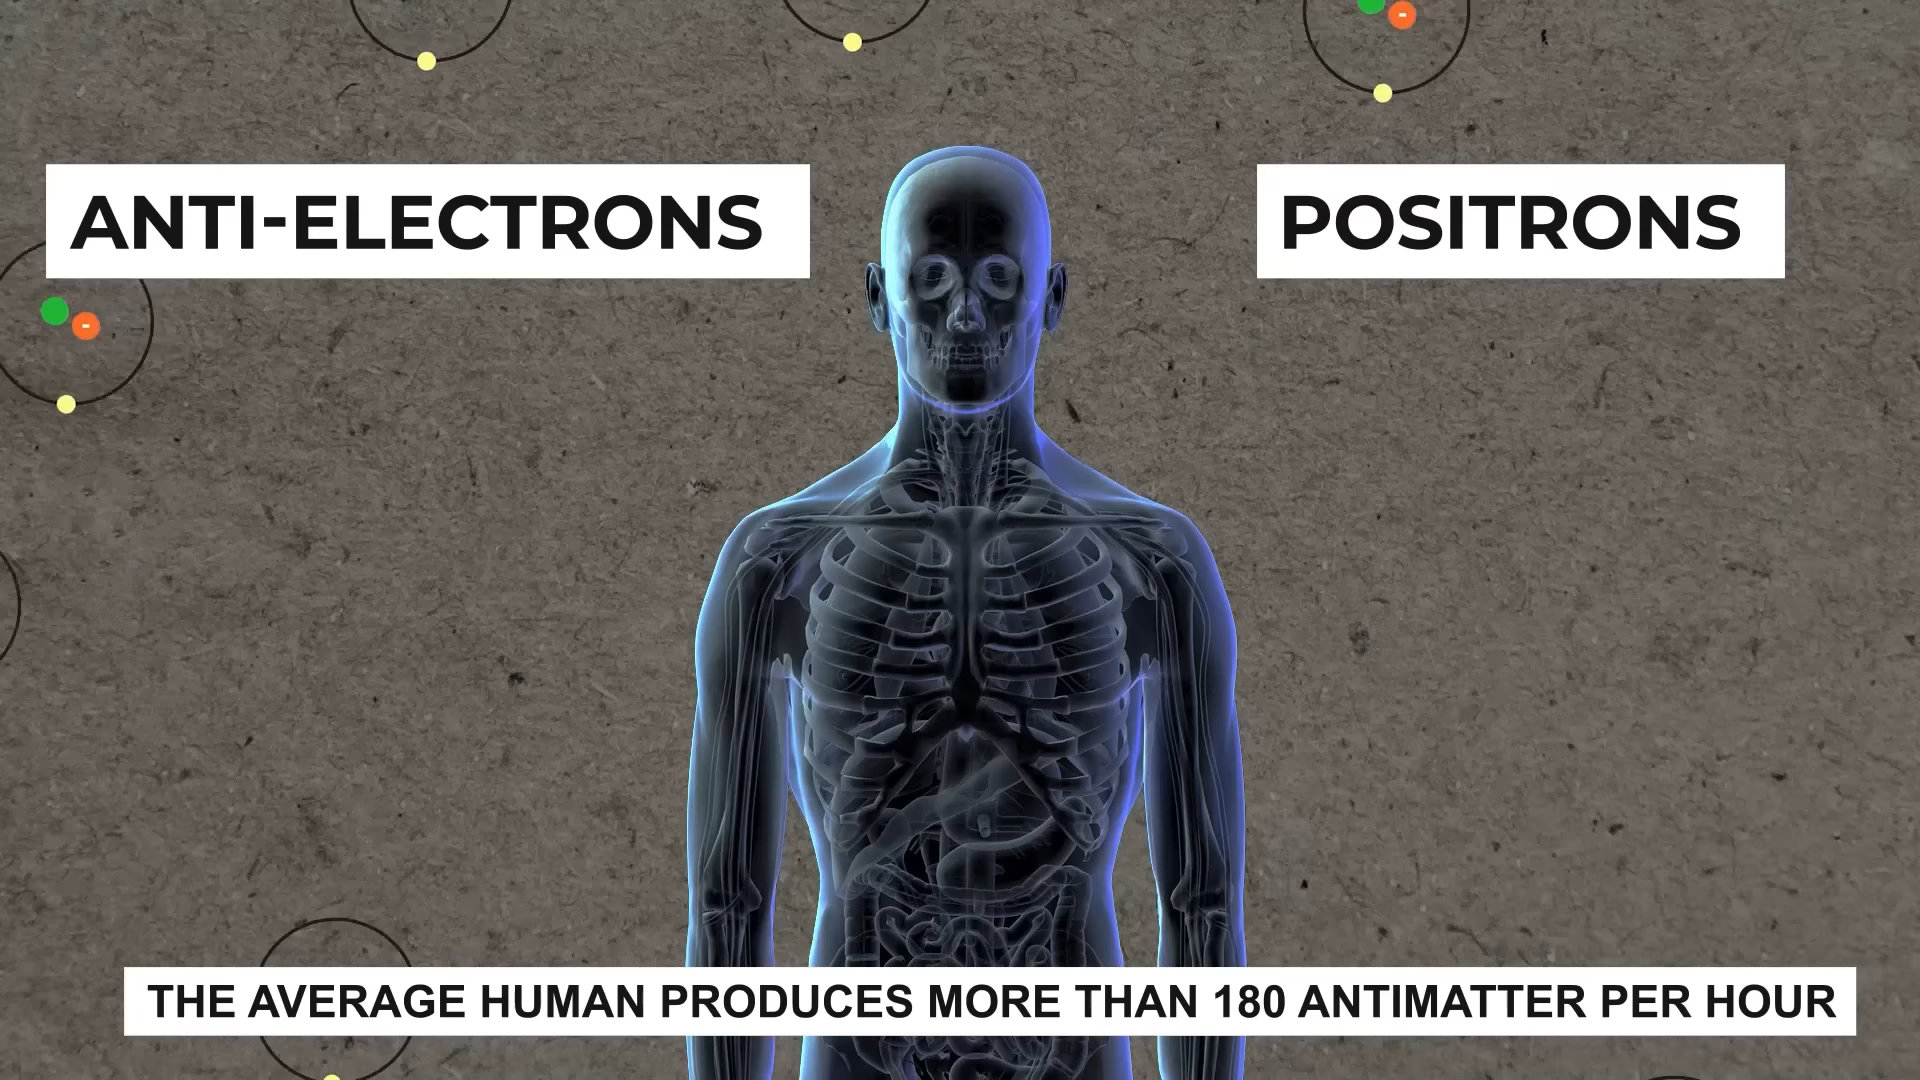 ANTI-ELECTRONS
POSITRONS
THE AVERAGE HUMAN PRODUCES MORE THAN 180 ANTIMATTER PER HOUR